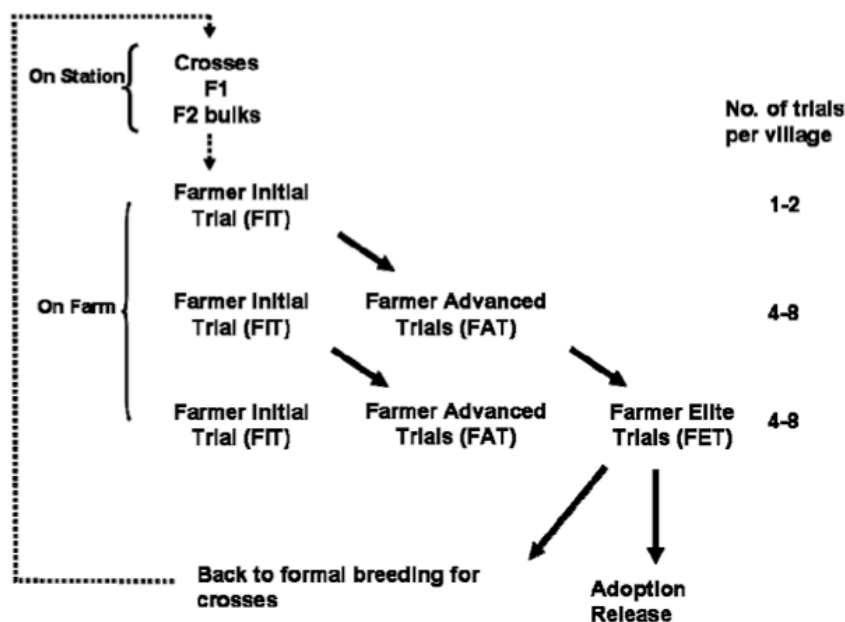 On Station
Crosses
F1
F2 bulks
No. of trials
per village
Farmer Initial
Trial (FIT)
1-2
On Farm
Farmer Initial
Trial (FIT)
Farmer Advanced
Trials (FAT)
4-8
Farmer Initial
Trial (FIT)
Farmer Advanced
Trials (FAT)
Farmer Elite
Trials (FET)
4-8
Back to formal breeding for
crosses
Adoption
Release